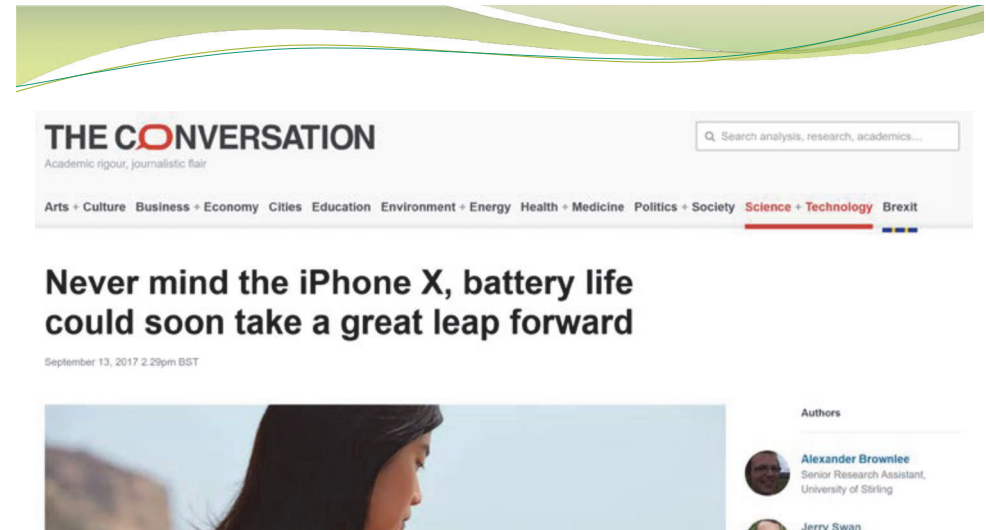 THE CONVERSATION
Academic rigour, journalistic flair
Search analysis, research, academics...
Arts + Culture Business + Economy Cities Education Environment + Energy Health + Medicine Politics + Society Science + Technology Brexit
Never mind the iPhone X, battery life
could soon take a great leap forward
September 13, 2017 2.29pm BST
Authors
Alexander Brownlee
Senior Research Assistant,
University of Stirling
Jerry Swan